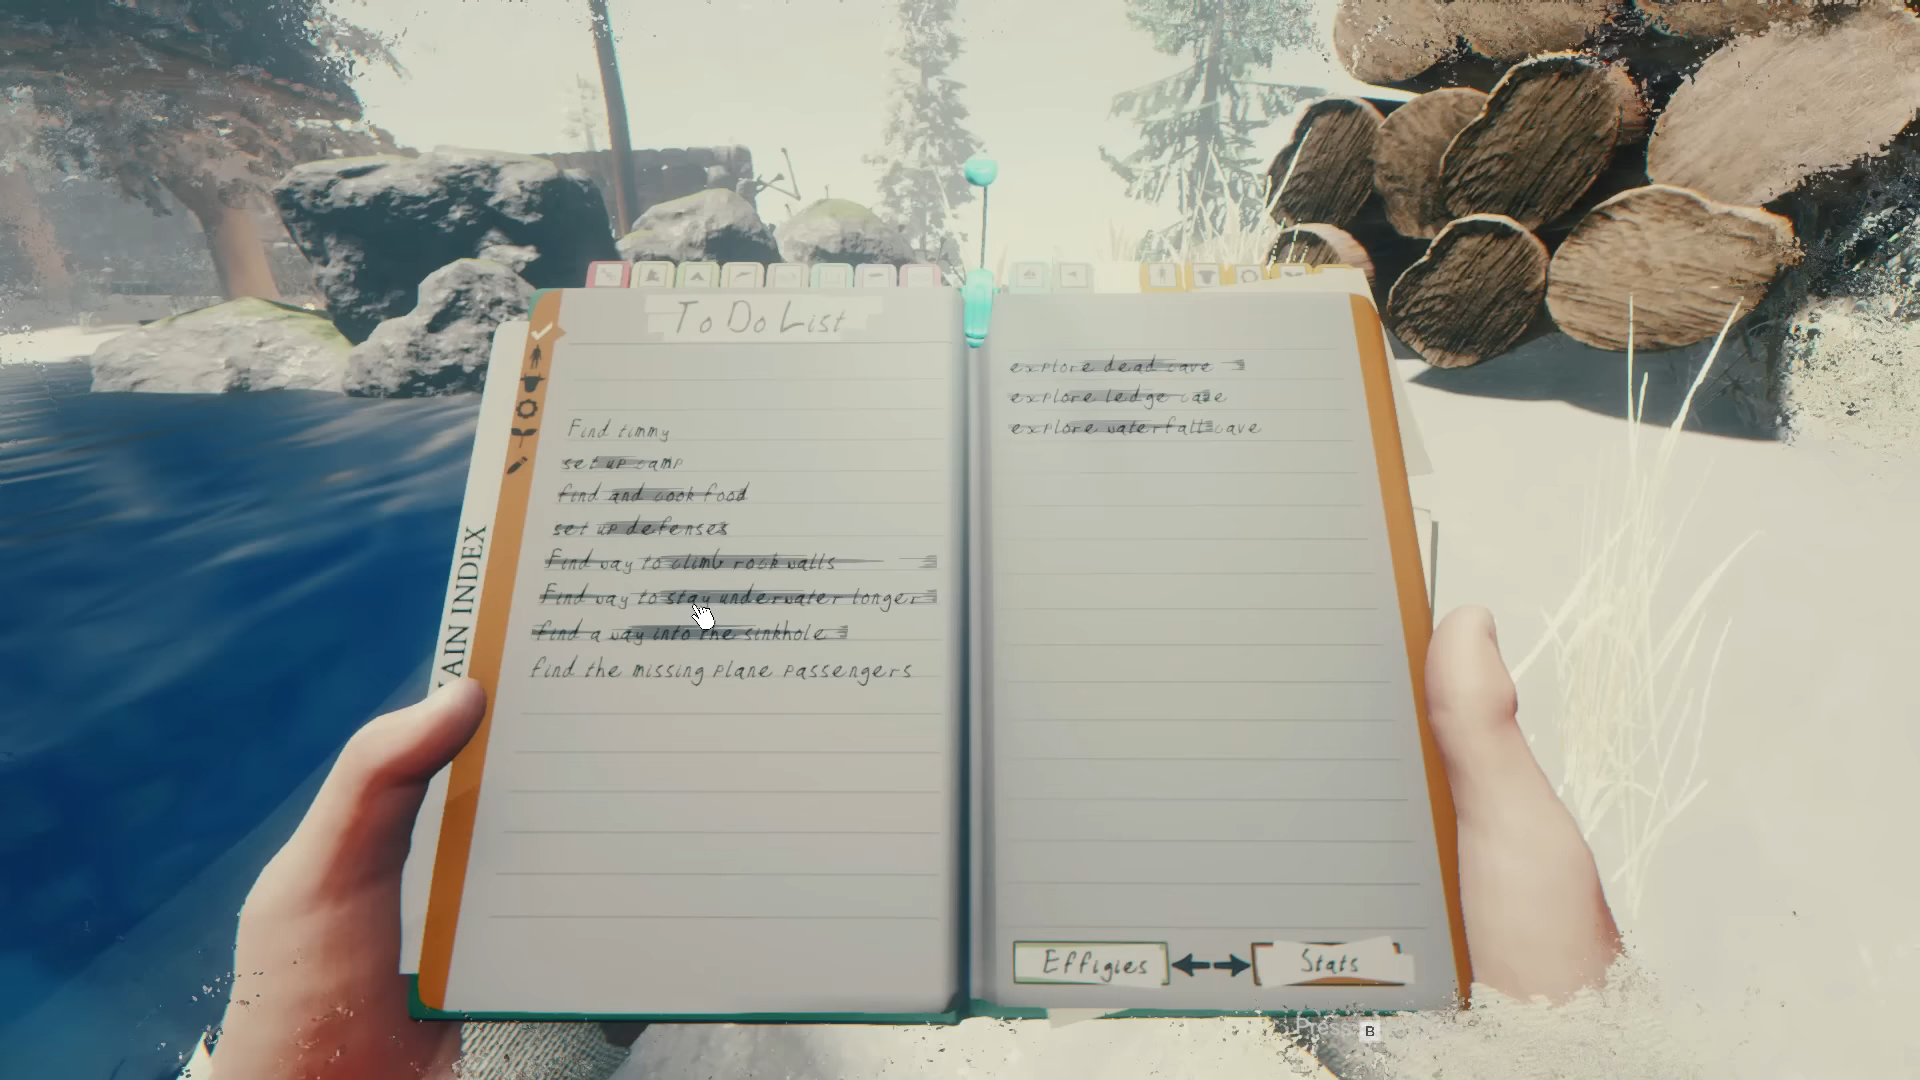 To Do List
Find timmy
set up camp
find and cook food
set up defenses
Find way to climb rock walls
Find way to stay underwater longer
find a way into the sinkhole
find the missing plane passengers
AIN INDEX
explore dead cave
explore ledge cave
explore waterfall cave
Effigies
Stats
Press B